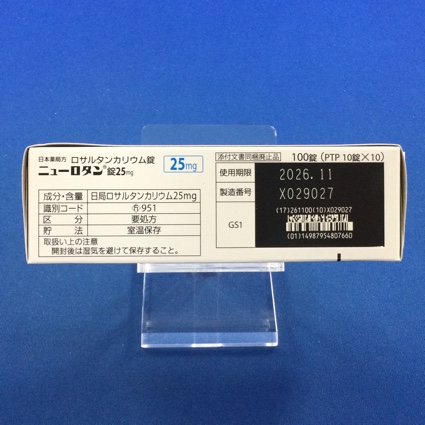 日本薬局方 ロサルタンカリウム錠
ニューロタン®錠25mg
25mg
添付文書同梱廃止品
100錠 (PTP 10錠×10)
成分・含量 日局ロサルタンカリウム25mg
識別コード 951
区分 要処方
貯法 室温保存
取扱い上の注意
開封後は湿気を避けて保存すること。
使用期限 2026.11
製造番号 X029027
GS1
(17)261100(10)X029027
(01)14987954807660